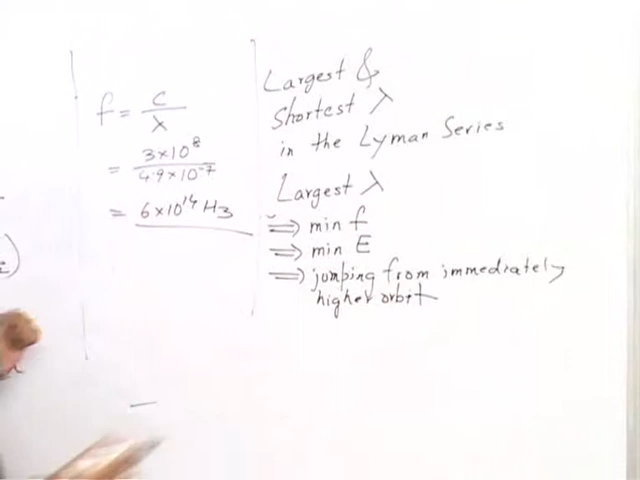 f = c / λ
= 3×10⁸ / 4.9×10⁻⁷
= 6×10¹⁴ Hz
Largest &
Shortest λ
in the Lyman Series
Largest λ
⇒ min f
⇒ min E
⇒ jumping from immediately
higher orbit